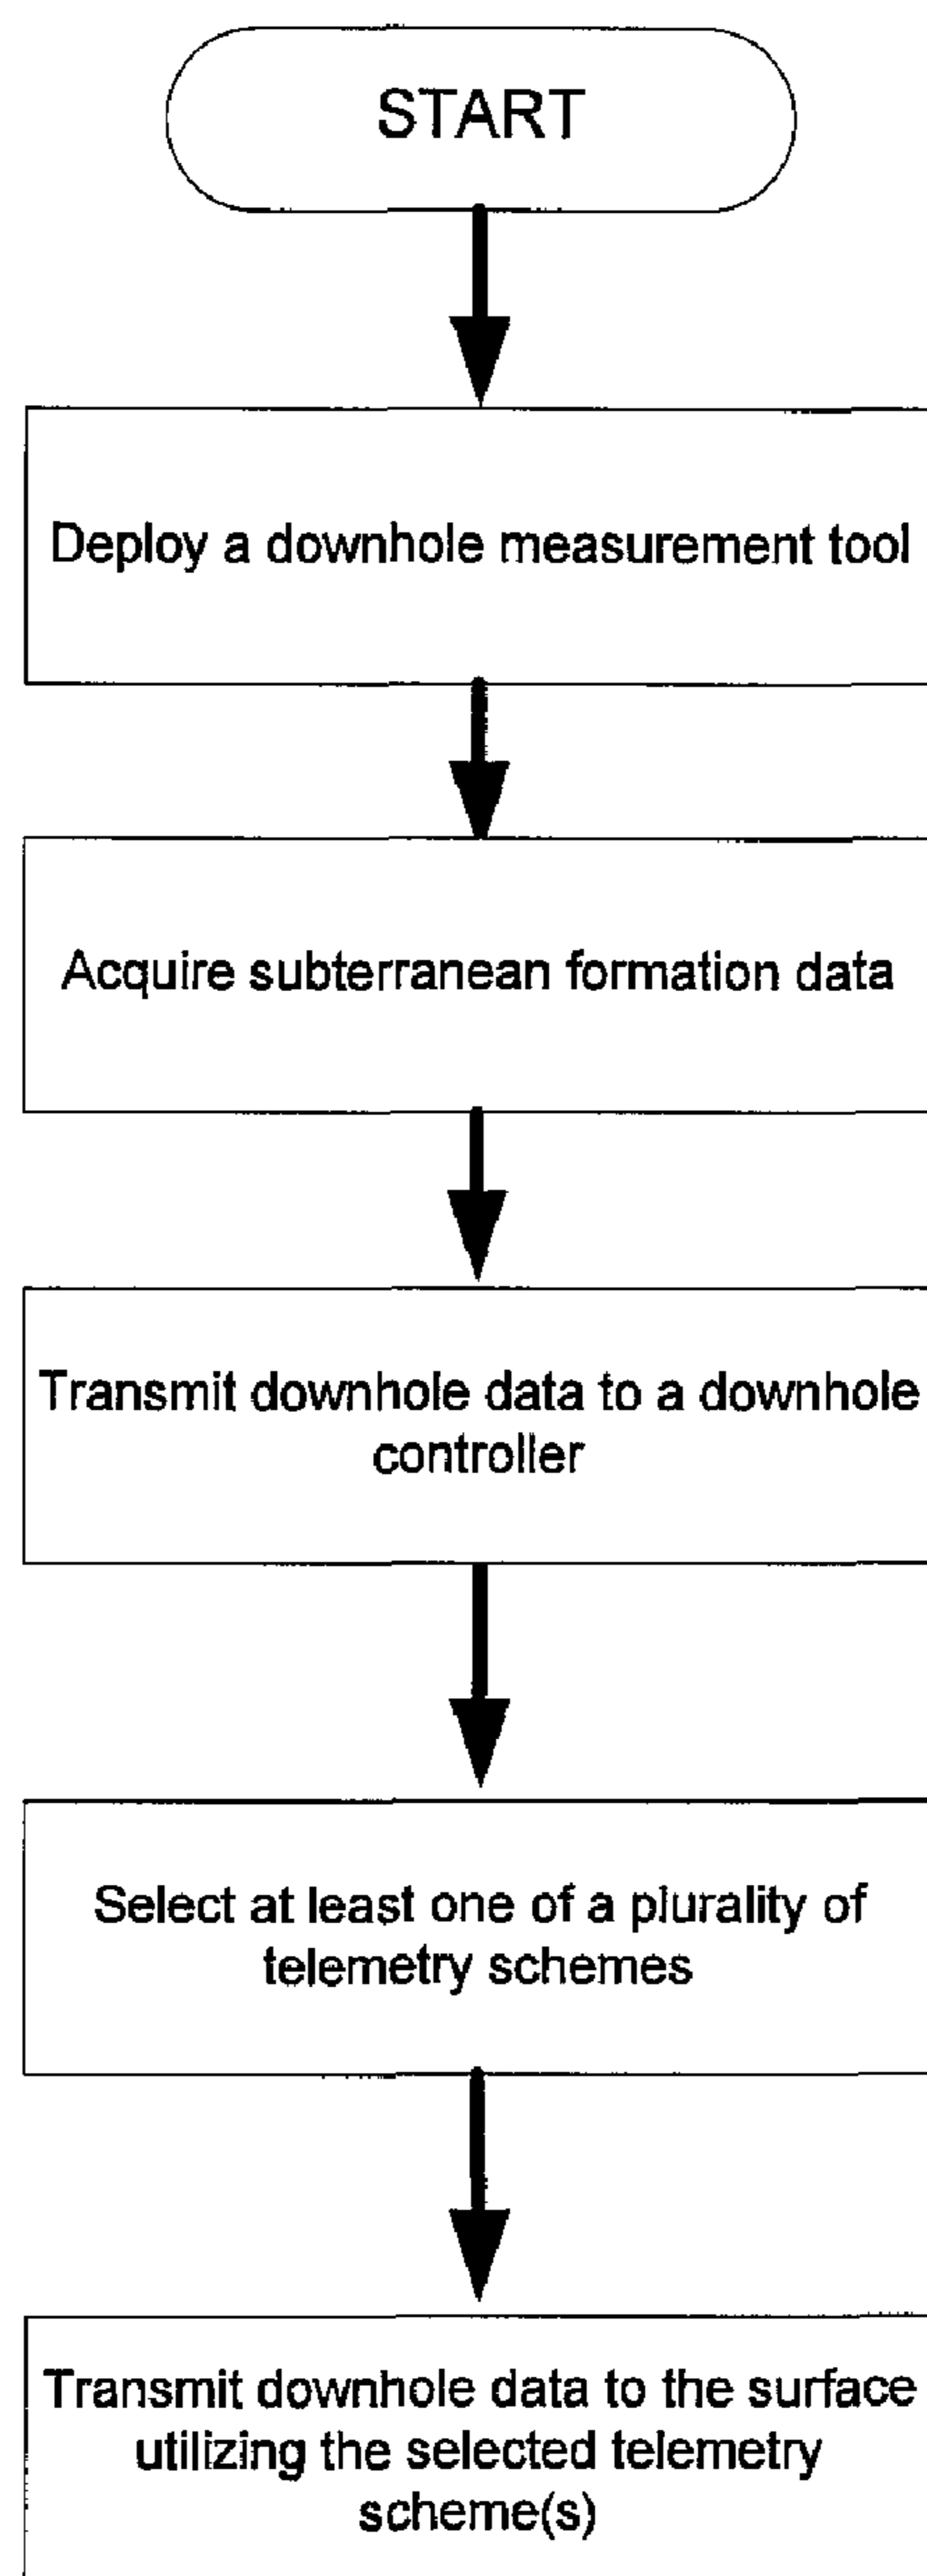 START
Deploy a downhole measurement tool
Acquire subterranean formation data
Transmit downhole data to a downhole
controller
Select at least one of a plurality of
telemetry schemes
Transmit downhole data to the surface
utilizing the selected telemetry
scheme(s)